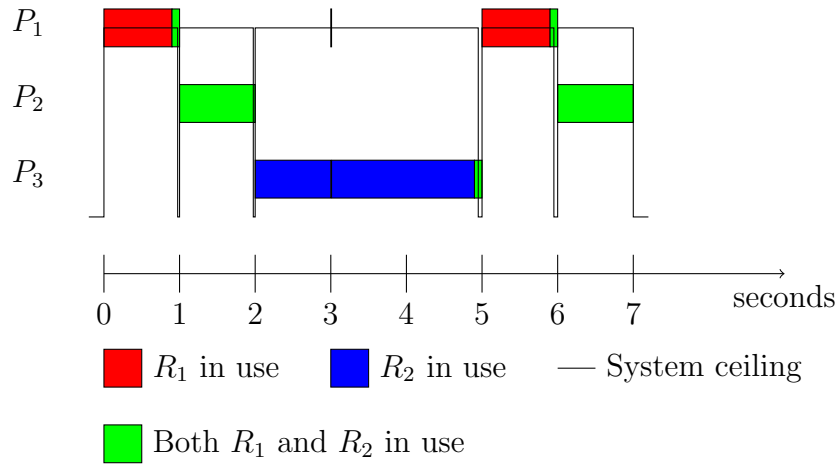 P₁
P₂
P₃
0 1 2 3 4 5 6 7
seconds
R₁ in use R₂ in use System ceiling
Both R₁ and R₂ in use